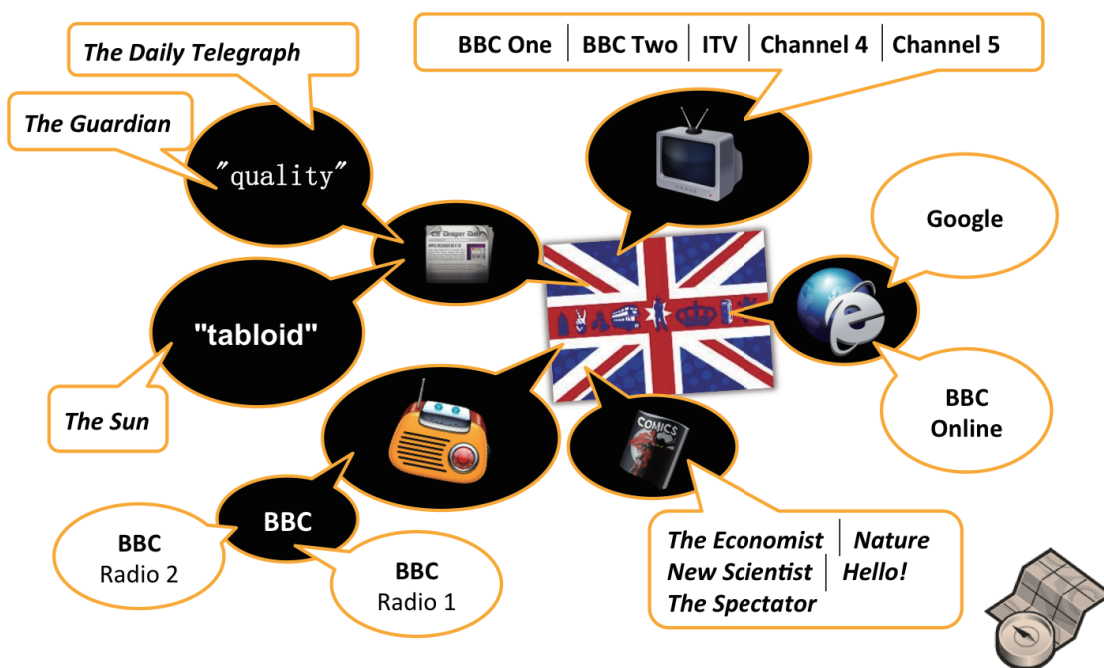 BBC One | BBC Two | ITV | Channel 4 | Channel 5
The Daily Telegraph
The Guardian
"quality"
Google
"tabloid"
The Sun
BBC
Online
COMICS
BBC
BBC
Radio 2
BBC
Radio 1
The Economist | Nature
New Scientist | Hello!
The Spectator